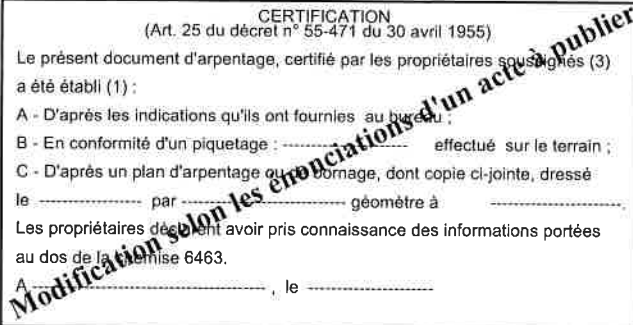 CERTIFICATION
(Art. 25 du décret n° 55-471 du 30 avril 1955)
Le présent document d'arpentage, certifié par les propriétaires soussignés (3)
a été établi (1) :
A - D'après les indications qu'ils ont fournies au bureau ;
B - En conformité d'un piquetage : -------------------- effectué sur le terrain ;
C - D'après un plan d'arpentage ou de bornage, dont copie ci-jointe, dressé
le ----------------- par --------------------------- géomètre à ---------------------.
Les propriétaires déclarent avoir pris connaissance des informations portées
au dos de la chemise 6463.
A -------------------------------------- , le --------------------
Modification selon les énonciations d'un acte à publier